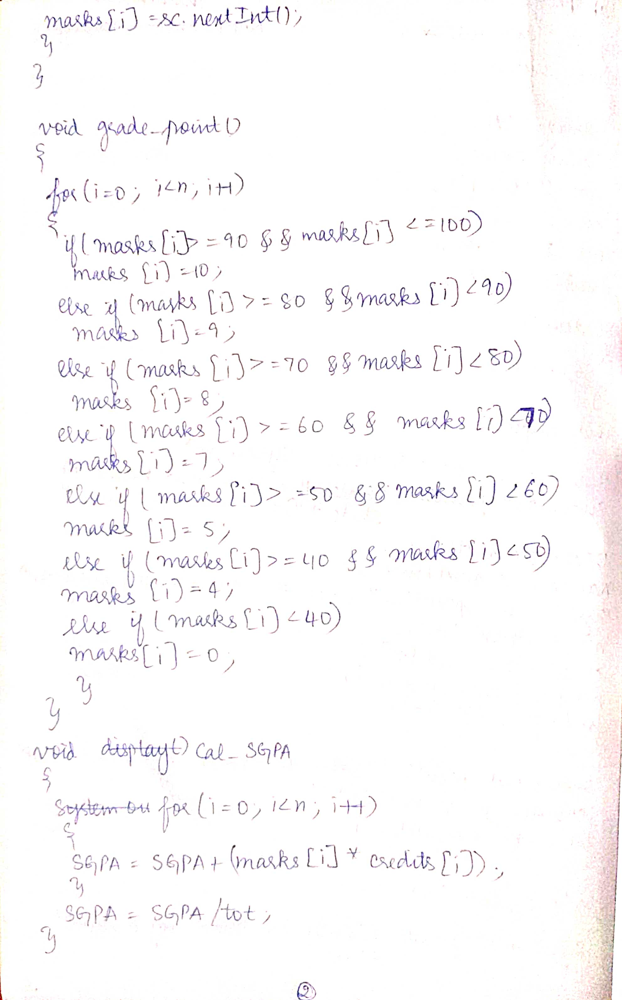 marks[i] = sc. nextInt();
}
}
void grade_point()
{
for(i=0; i<n; i++)
{
if( marks[i]>=90 && marks[i] <=100)
marks [i] =10;
else if (marks [i] >=80 && marks [i] <90)
marks [i]=9;
else if (marks [i]>=70 && marks [i] <80)
marks [i]=8;
else if (marks [i] >=60 && marks [i] <70)
marks [i]=7;
else if ( marks [i]> =50 && marks [i] <60)
marks [i]= 5;
else if (marks [i]>=40 && marks [i] <50)
marks [i] =4;
else if (marks [i] <40)
marks[i] =0;
}
}
void display() Cal_SGPA
{
System ou for (i=0; i<n; i++)
{
SGPA = SGPA + (marks [i] * credits [i]);
}
SGPA = SGPA /tot;
}
2